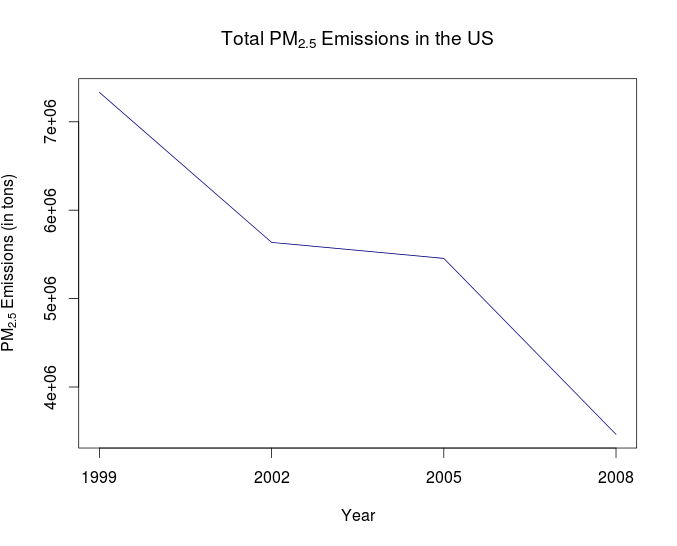 Total PM2.5 Emissions in the US
PM2.5 Emissions (in tons)
7e+06
6e+06
5e+06
4e+06
1999 2002 2005 2008
Year